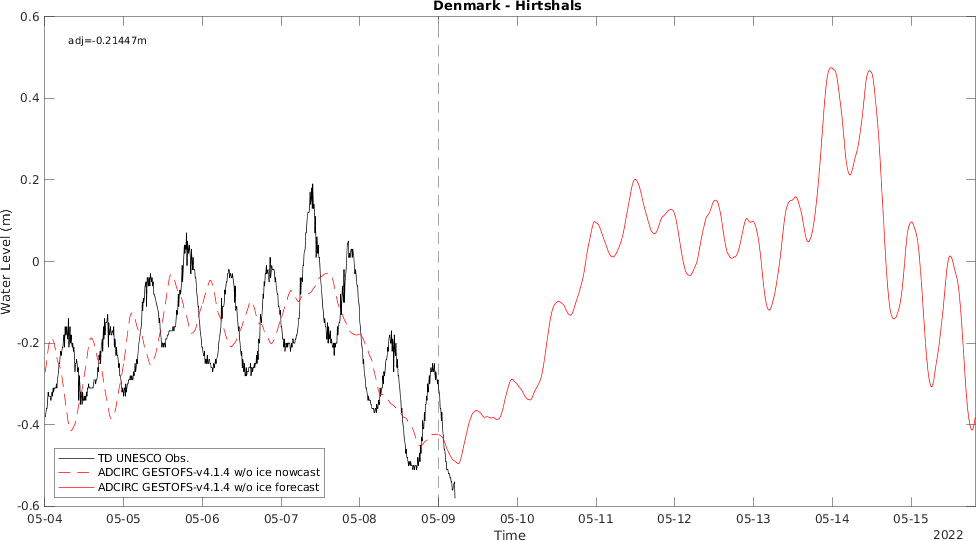 Denmark - Hirtshals
adj=-0.21447m
0.6
0.4
0.2
0
-0.2
-0.4
-0.6
Water Level (m)
TD UNESCO Obs.
ADCIRC GESTOFS-v4.1.4 w/o ice nowcast
ADCIRC GESTOFS-v4.1.4 w/o ice forecast
05-04 05-05 05-06 05-07 05-08 05-09 05-10 05-11 05-12 05-13 05-14 05-15
Time
2022